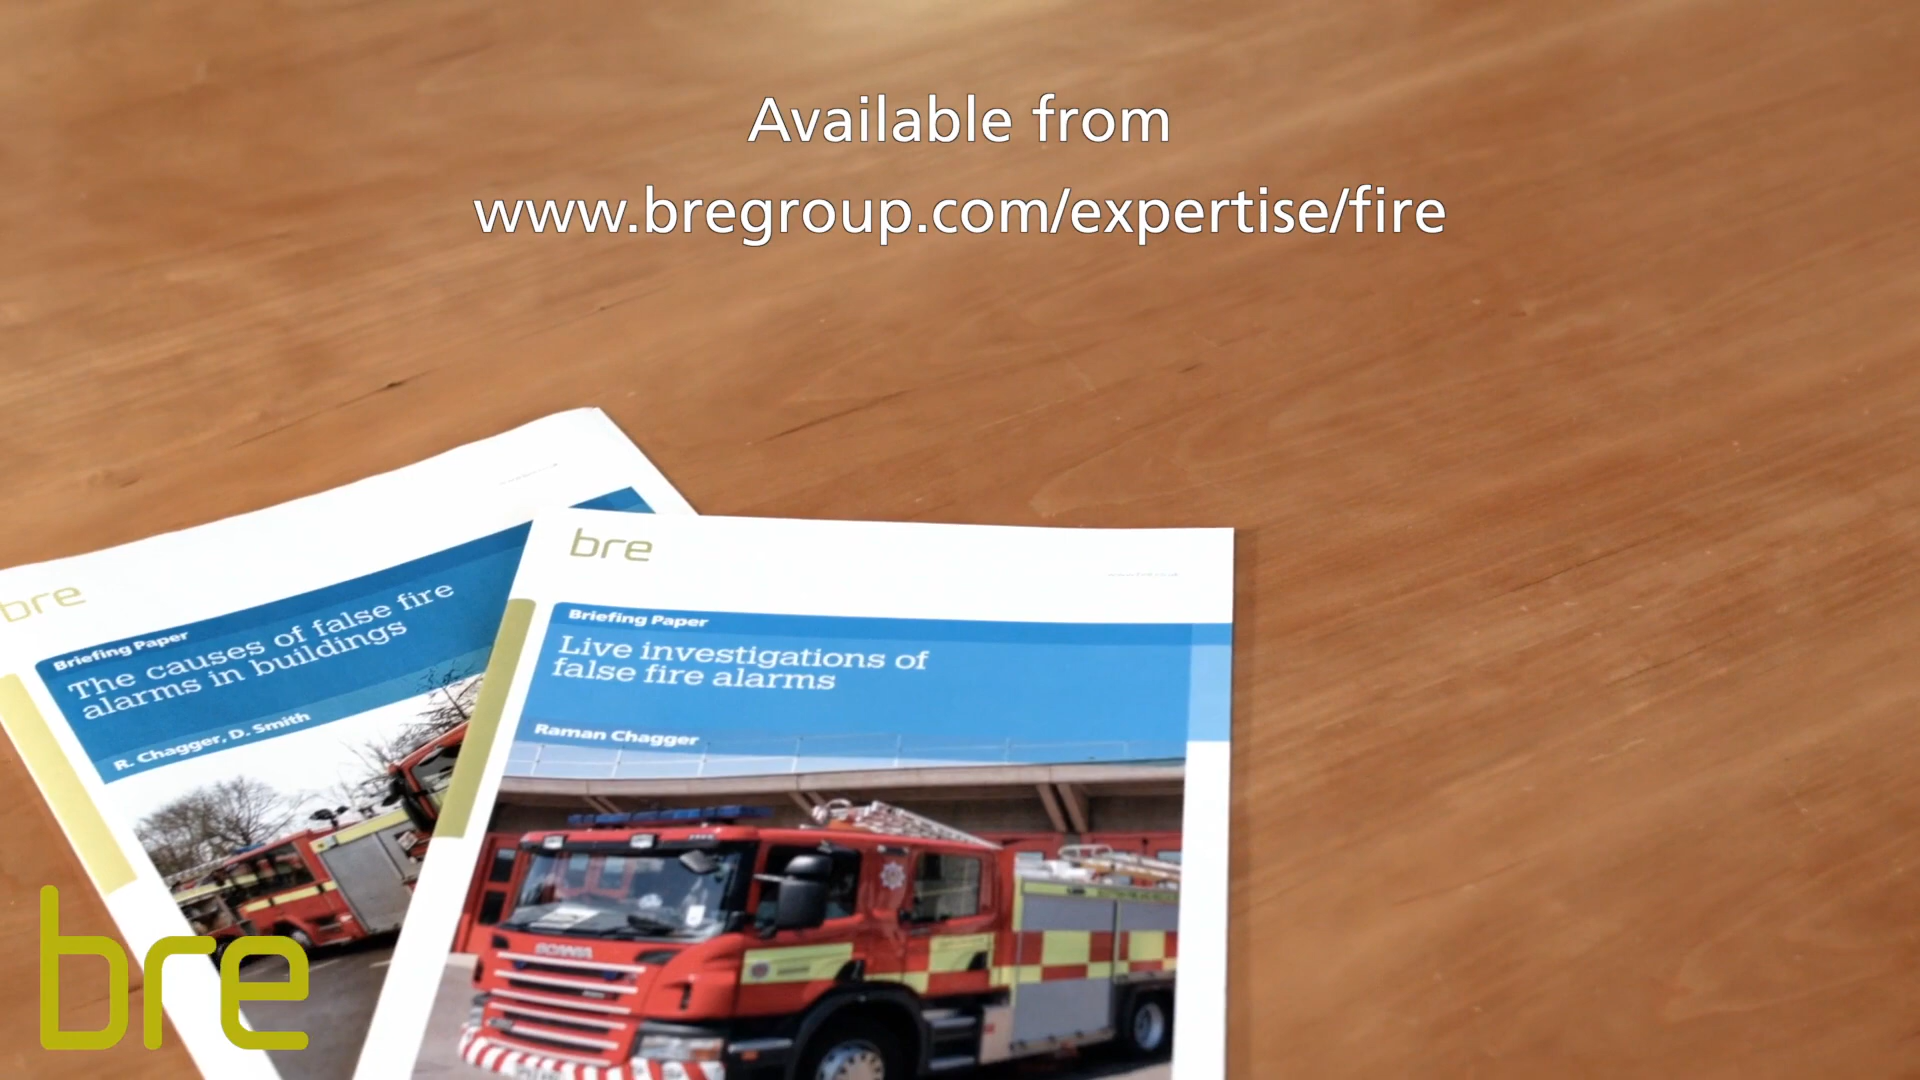 Available from
www.bregroup.com/expertise/fire
bre
Briefing Paper
The causes of false fire
alarms in buildings
R. Chagger, D. Smith
bre
Briefing Paper
Live investigations of
false fire alarms
Raman Chagger
SCANIA
bre